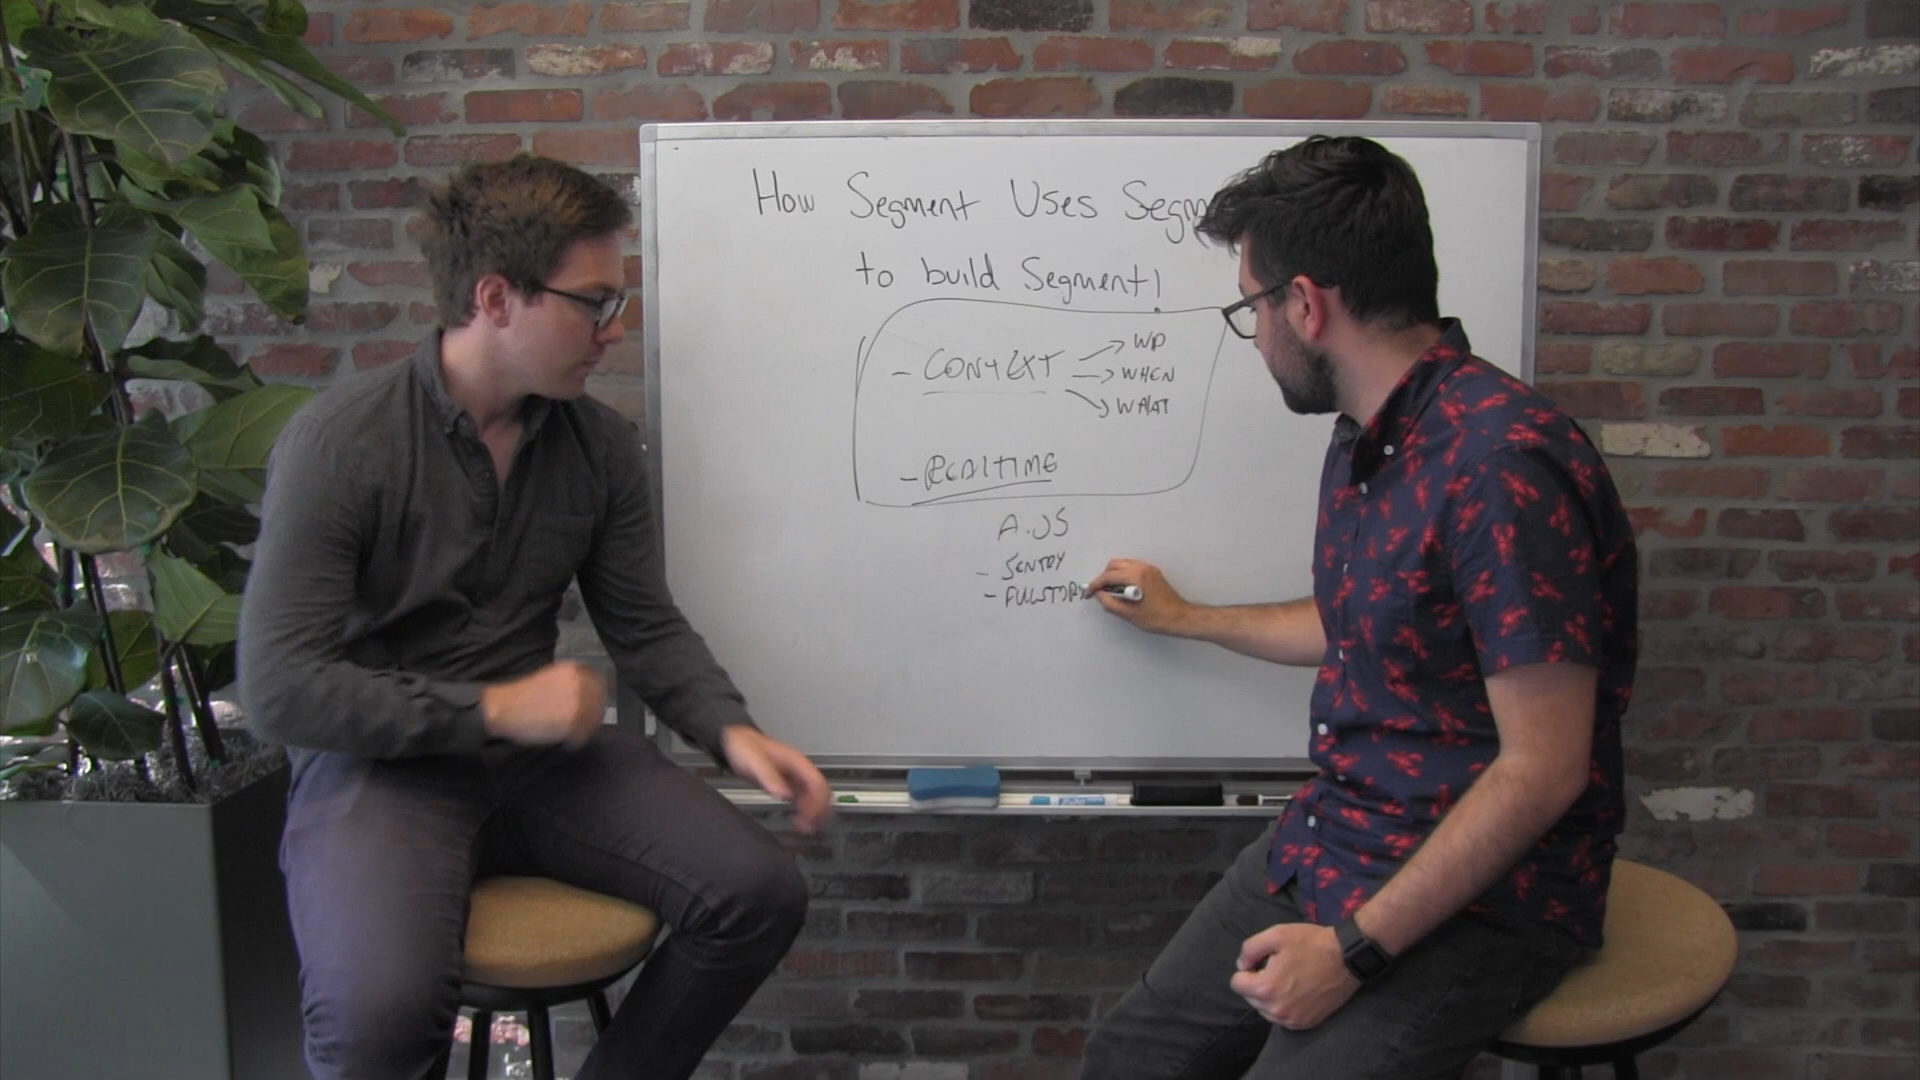 How Segment Uses Segm
to build Segment!
- CONTEXT
→ WHO
→ WHEN
→ WHAT
- REALTIME
A.JS
- SENTRY
- FULLSTORY